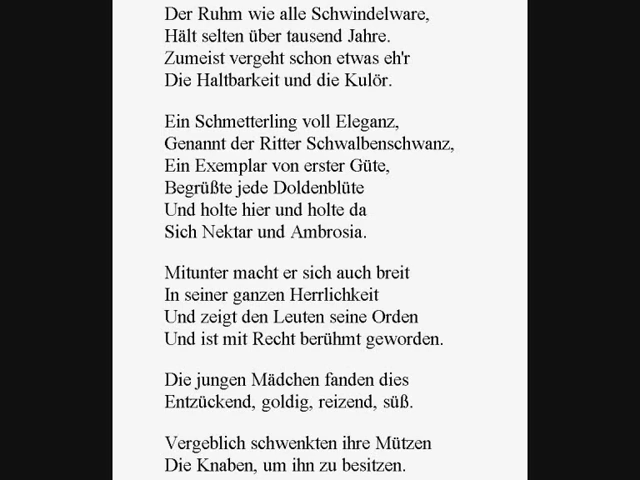 Der Ruhm wie alle Schwindelware,
Hält selten über tausend Jahre.
Zumeist vergeht schon etwas eh'r
Die Haltbarkeit und die Kulör.
Ein Schmetterling voll Eleganz,
Genannt der Ritter Schwalbenschwanz,
Ein Exemplar von erster Güte,
Begrüßte jede Doldenblüte
Und holte hier und holte da
Sich Nektar und Ambrosia.
Mitunter macht er sich auch breit
In seiner ganzen Herrlichkeit
Und zeigt den Leuten seine Orden
Und ist mit Recht berühmt geworden.
Die jungen Mädchen fanden dies
Entzückend, goldig, reizend, süß.
Vergeblich schwenkten ihre Mützen
Die Knaben, um ihn zu besitzen.